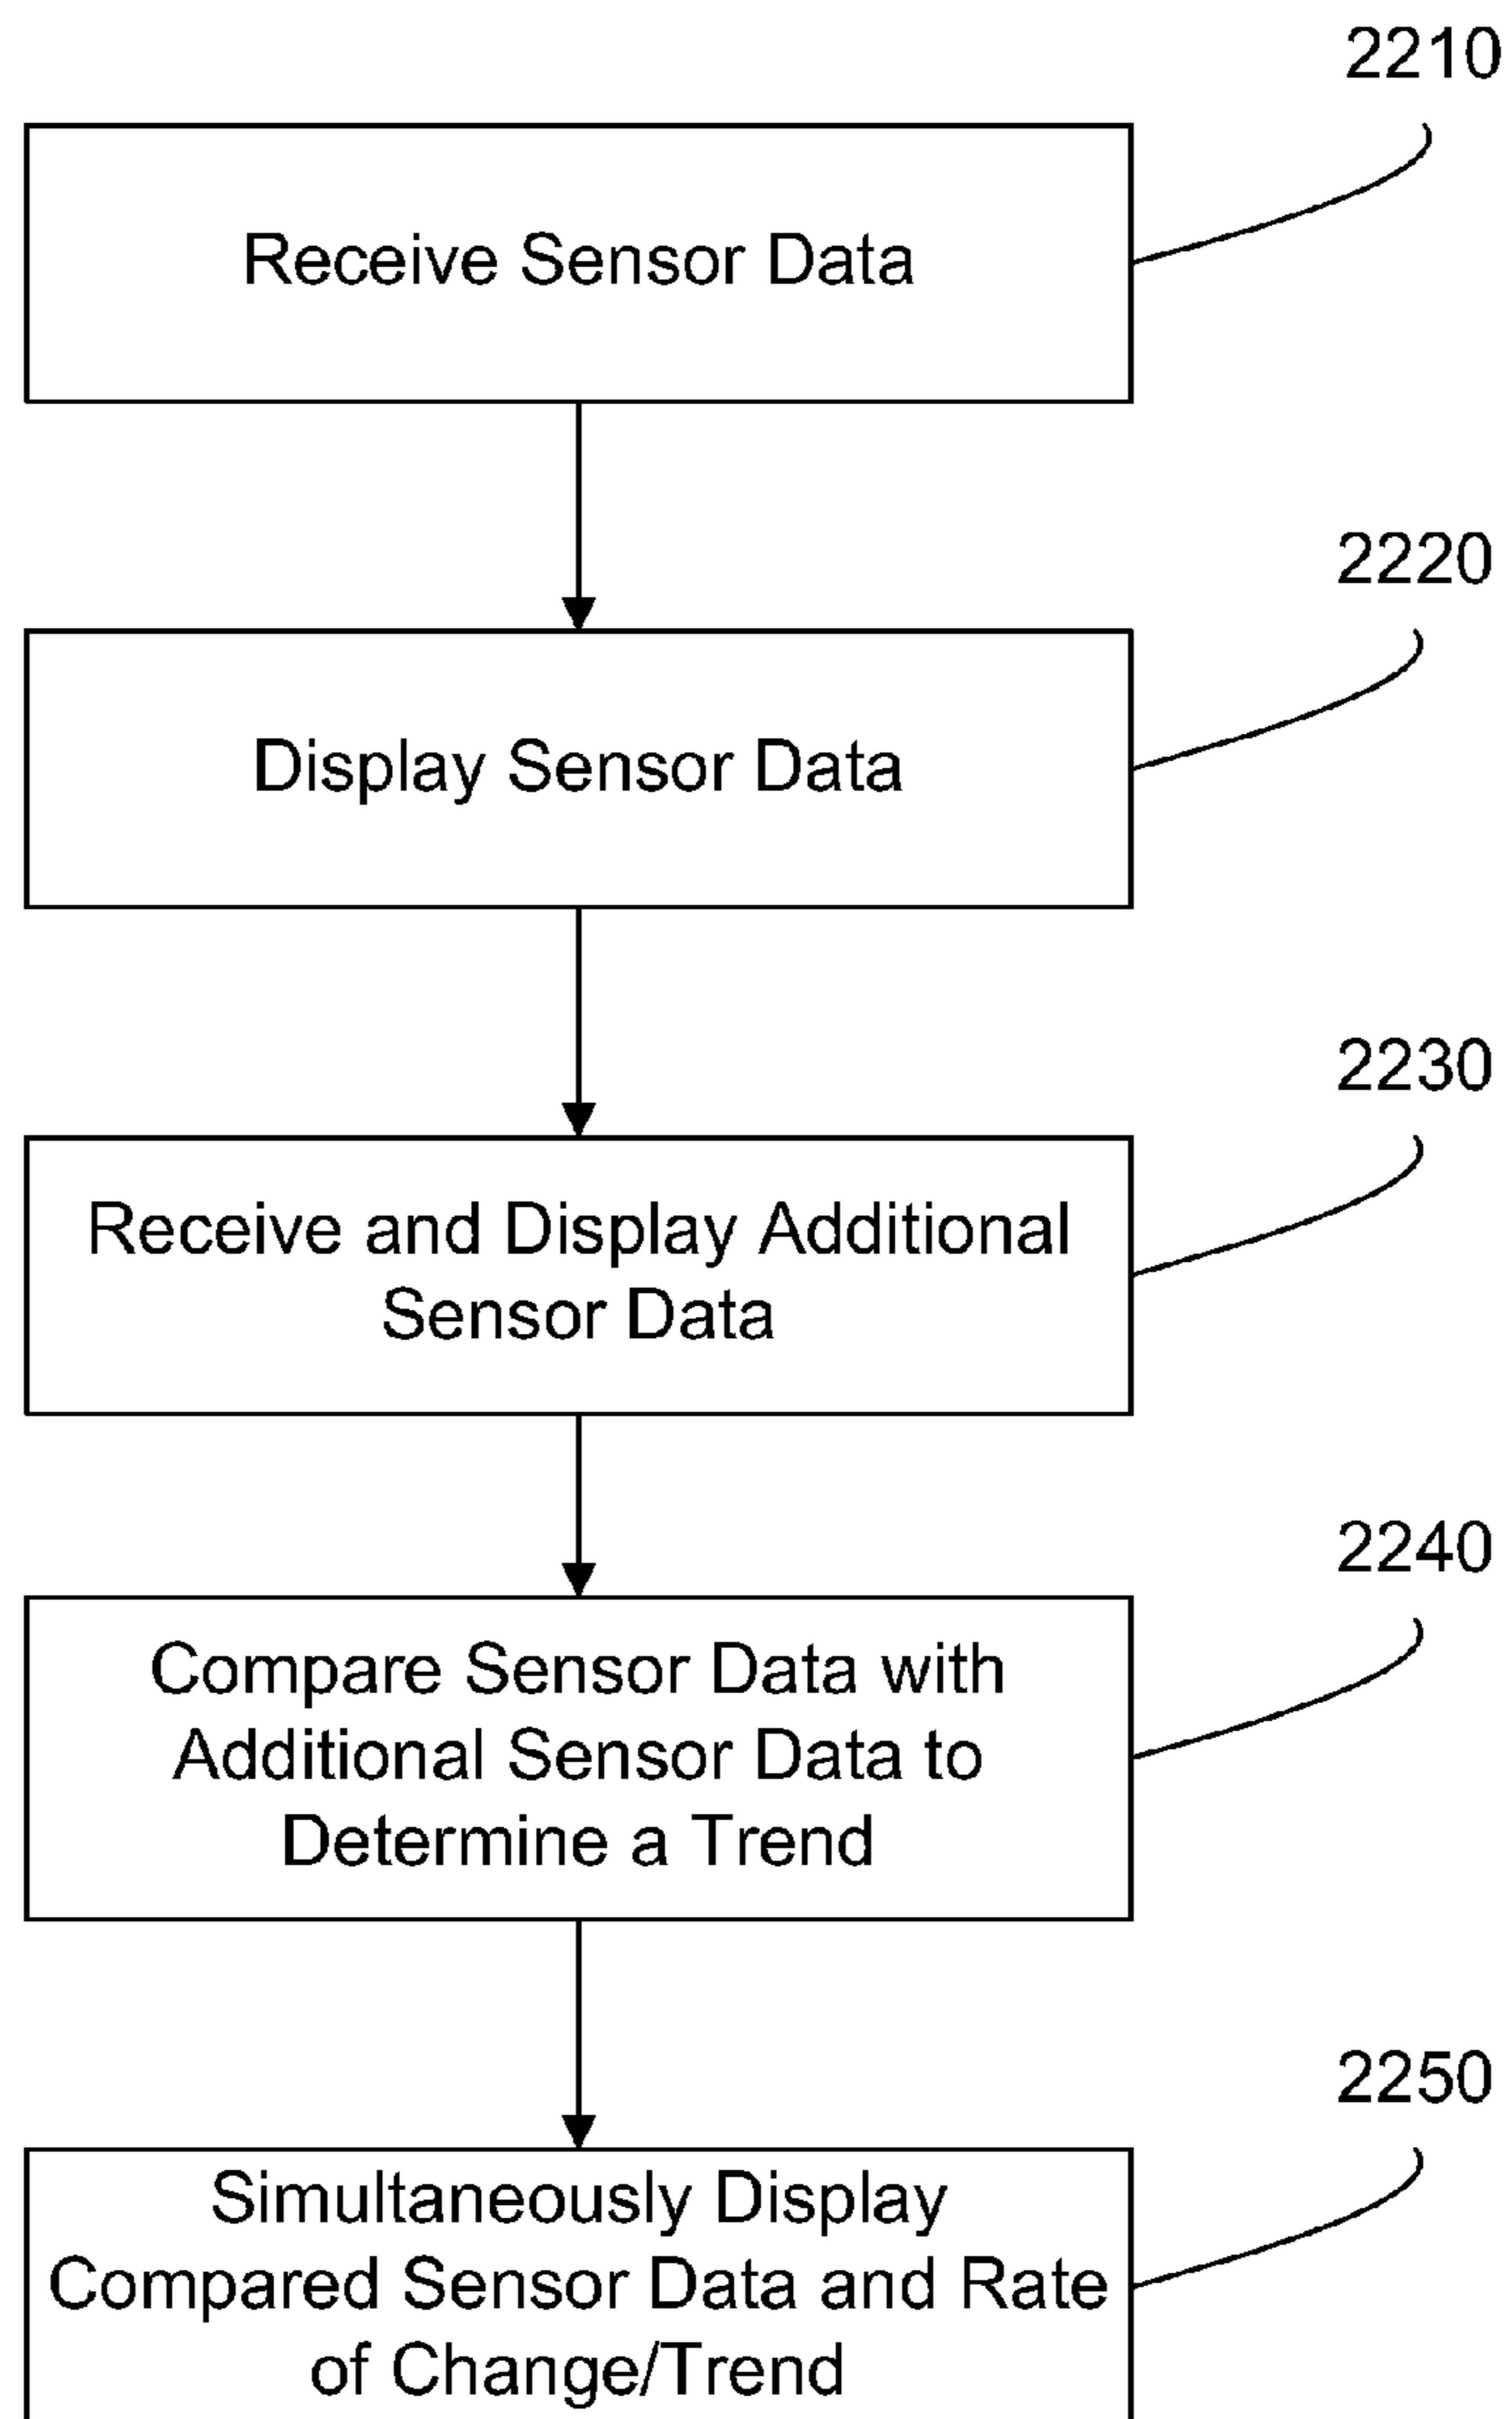 2210
Receive Sensor Data
2220
Display Sensor Data
2230
Receive and Display Additional
Sensor Data
2240
Compare Sensor Data with
Additional Sensor Data to
Determine a Trend
2250
Simultaneously Display
Compared Sensor Data and Rate
of Change/Trend